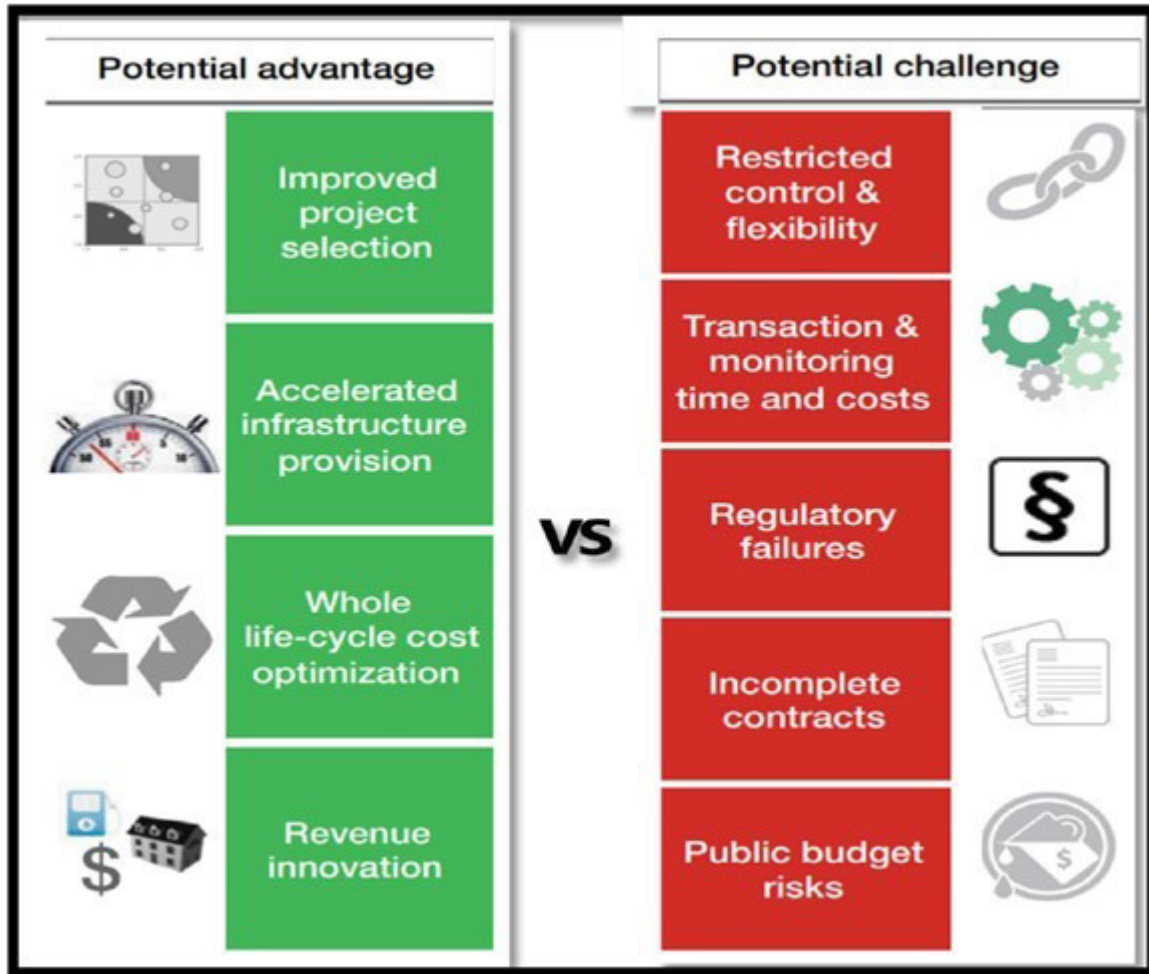 Potential advantage
Improved
project
selection
Accelerated
infrastructure
provision
Whole
life-cycle cost
optimization
$
Revenue
innovation
vs
Potential challenge
Restricted
control &
flexibility
Transaction &
monitoring
time and costs
Regulatory
failures
§
Incomplete
contracts
Public budget
risks
$